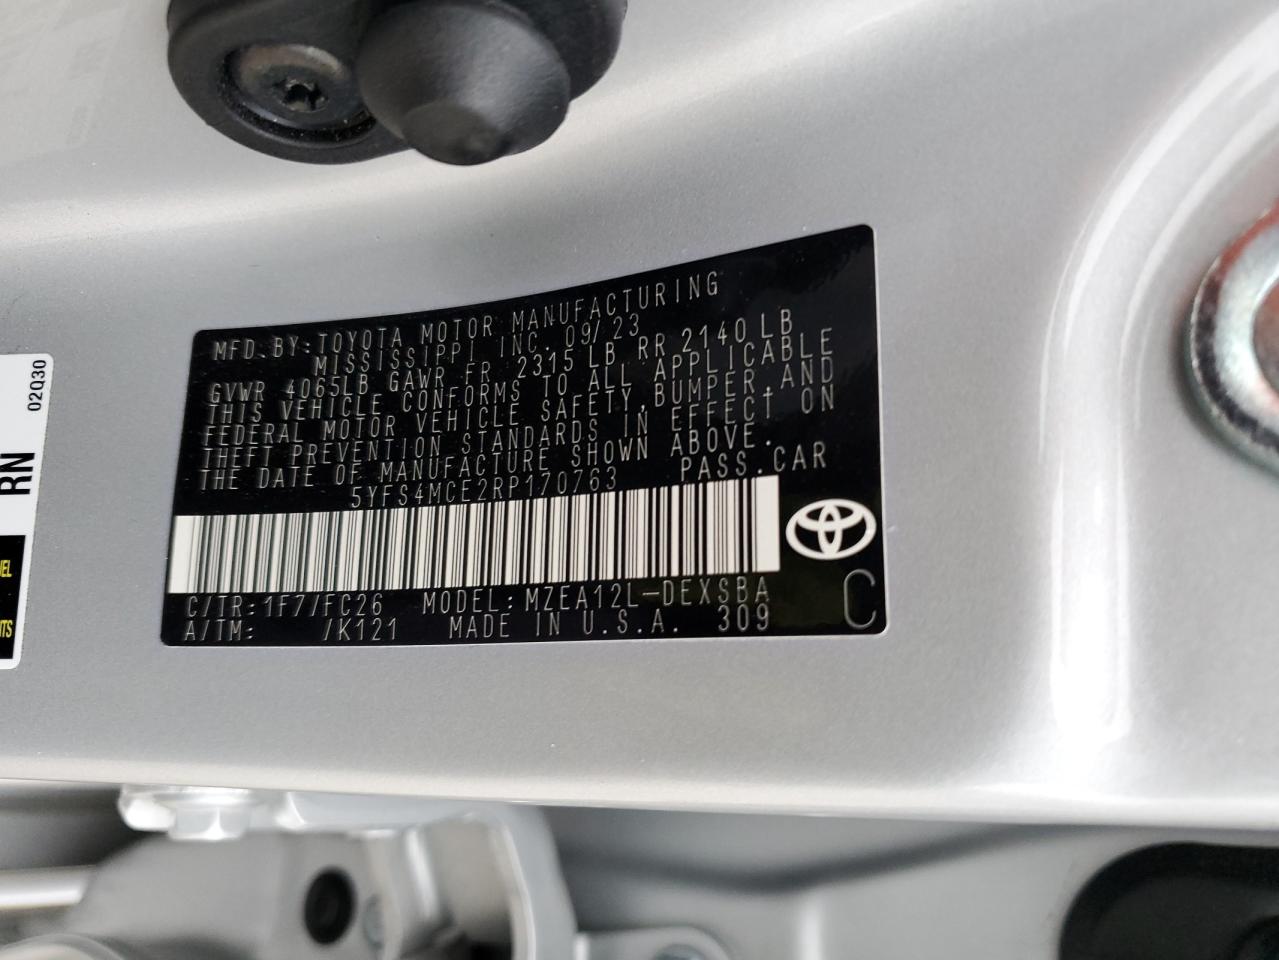 MFD.BY:TOYOTA MOTOR MANUFACTURING
MISSISSIPPI INC. 09/23
GVWR 4065LB GAWR FR 2315 LB RR 2140 LB
THIS VEHICLE CONFORMS TO ALL APPLICABLE
FEDERAL MOTOR VEHICLE SAFETY,BUMPER,AND
THEFT PREVENTION STANDARDS IN EFFECT ON
THE DATE OF MANUFACTURE SHOWN ABOVE.
5YFS4MCE2RP170763 PASS.CAR
C/TR:1F7/FC26 MODEL:MZEA12L-DEXSBA
A/TM: /K121 MADE IN U.S.A. 309
C
02Q30
RN